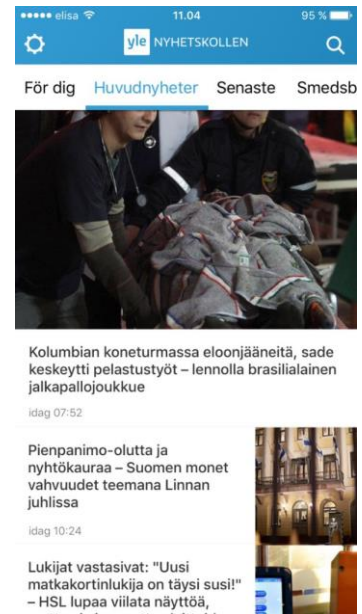 elisa 11.04 95 %
yle NYHETSKOLLEN
För dig Huvudnyheter Senaste Smedsb
Kolumbian koneturmassa eloonjääneitä, sade
keskeytti pelastustyöt – lennolla brasilialainen
jalkapallojoukkue
idag 07:52
Pienpanimo-olutta ja
nyhtökauraa – Suomen monet
vahvuudet teemana Linnan
juhlissa
idag 10:24
Lukijat vastasivat: "Uusi
matkakortinlukija on täysi susi!"
– HSL lupaa viilata näyttöä,